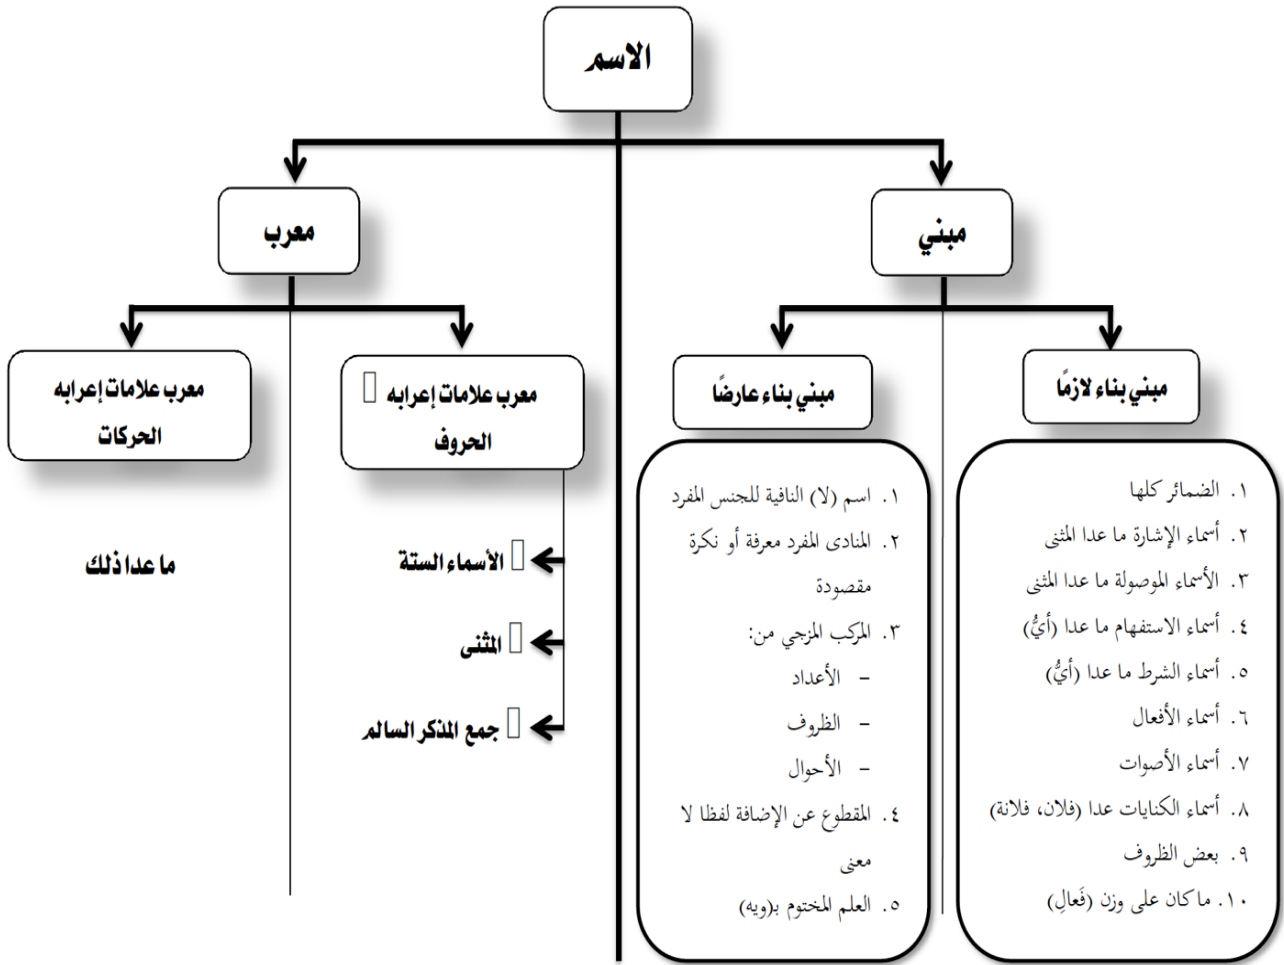 الاسم
مبني
معرب
مبني بناء لازمًا
مبني بناء عارضًا
معرب علامات إعرابه
الحروف
معرب علامات إعرابه
الحركات
١. الضمائر كلها
٢. أسماء الإشارة ما عدا المثنى
٣. الأسماء الموصولة ما عدا المثنى
٤. أسماء الاستفهام ما عدا (أيُّ)
٥. أسماء الشرط ما عدا (أيُّ)
٦. أسماء الأفعال
٧. أسماء الأصوات
٨. أسماء الكنايات عدا (فلان، فلانة)
٩. بعض الظروف
١٠. ما كان على وزن (فَعالِ)
١. اسم (لا) النافية للجنس المفرد
٢. المنادى المفرد معرفة أو نكرة
مقصودة
٣. المركب المزجي من:
- الأعداد
- الظروف
- الأحوال
٤. المقطوع عن الإضافة لفظا لا
معنى
٥. العلم المختوم بـ(ويه)
الأسماء الستة
المثنى
جمع المذكر السالم
ما عدا ذلك